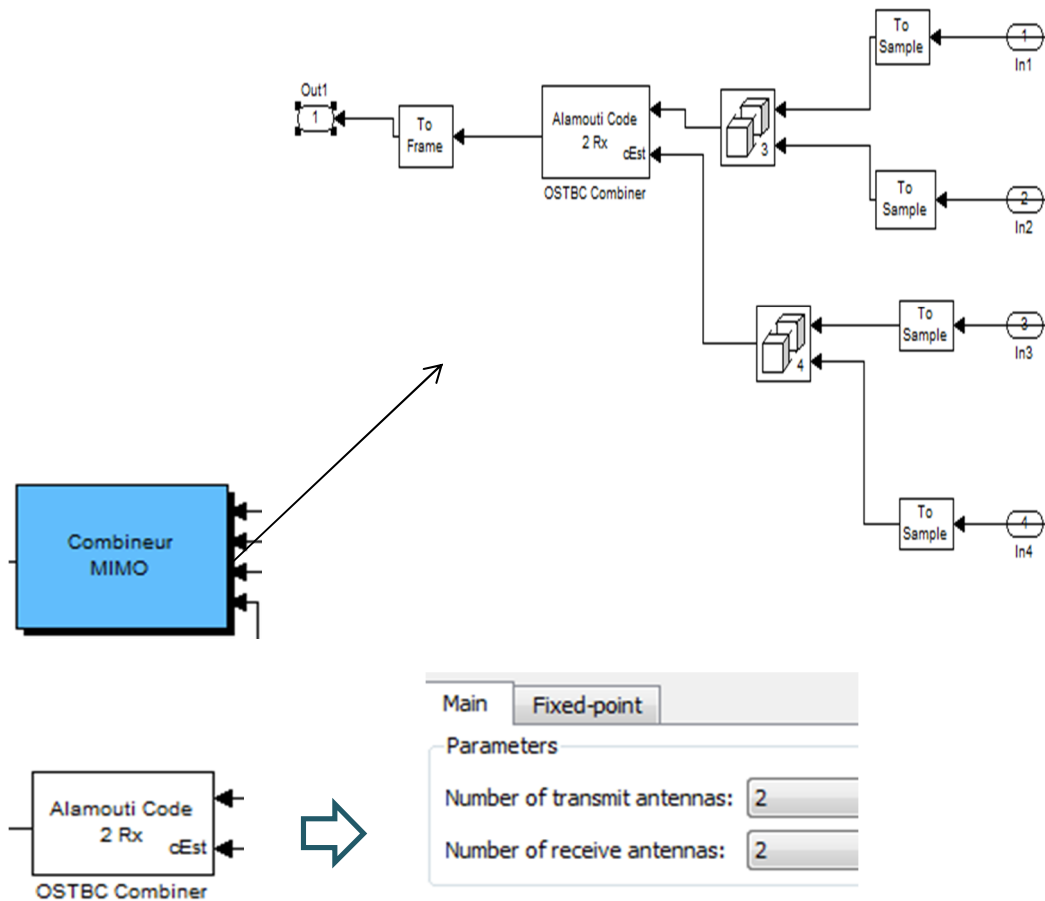 To
Sample
1
In1
Out1
1
To
Frame
Alamouti Code
2 Rx
cEst
OSTBC Combiner
3
To
Sample
2
In2
4
To
Sample
3
In3
To
Sample
4
In4
Combineur
MIMO
Main
Fixed-point
Parameters
Number of transmit antennas: 2
Number of receive antennas: 2
Alamouti Code
2 Rx
cEst
OSTBC Combiner